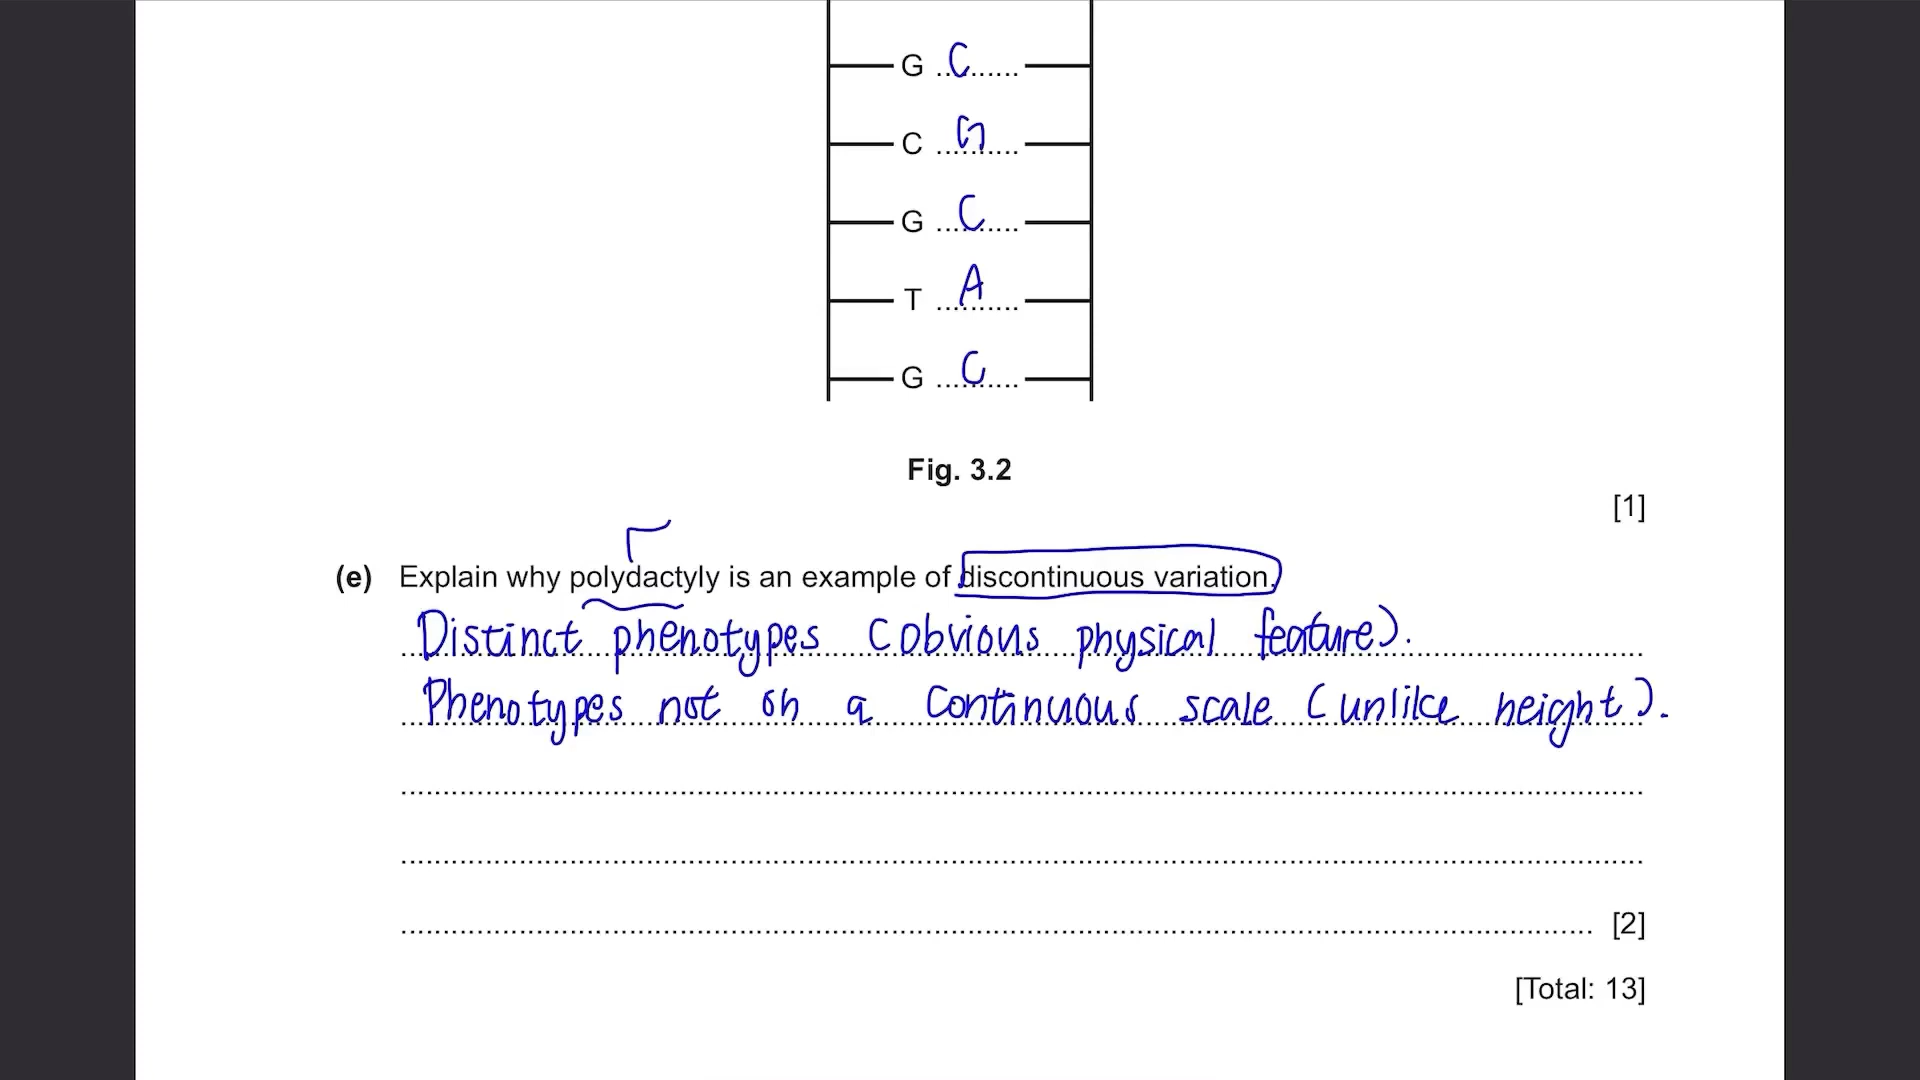 G ..C......
C ..G......
G ..C......
T ..A......
G ..C......
Fig. 3.2
[1]
(e) Explain why polydactyly is an example of discontinuous variation.
Distinct phenotypes (obvious physical feature).
Phenotypes not on a continuous scale (unlike height).
[2]
[Total: 13]